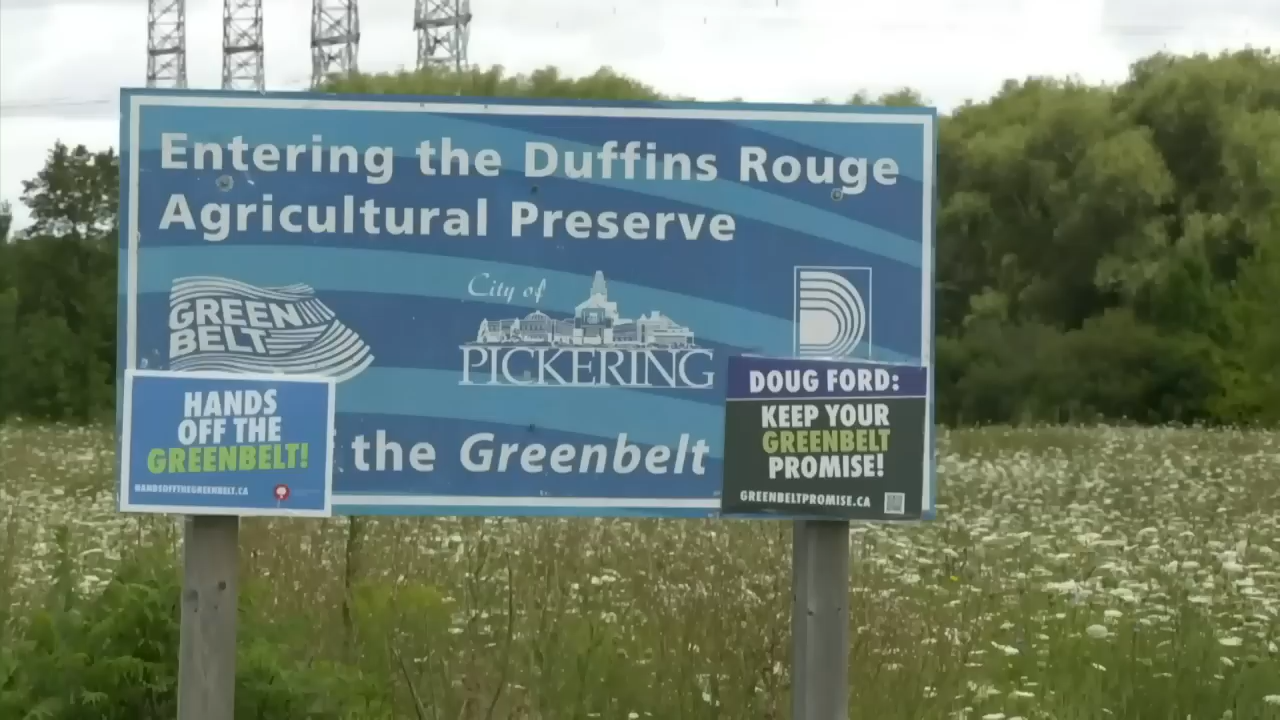 Entering the Duffins Rouge
Agricultural Preserve
GREEN
BELT
City of
PICKERING
the Greenbelt
HANDS
OFF THE
GREENBELT!
HANDSOFFTHEGREENBELT.CA
DOUG FORD:
KEEP YOUR
GREENBELT
PROMISE!
GREENBELTPROMISE.CA